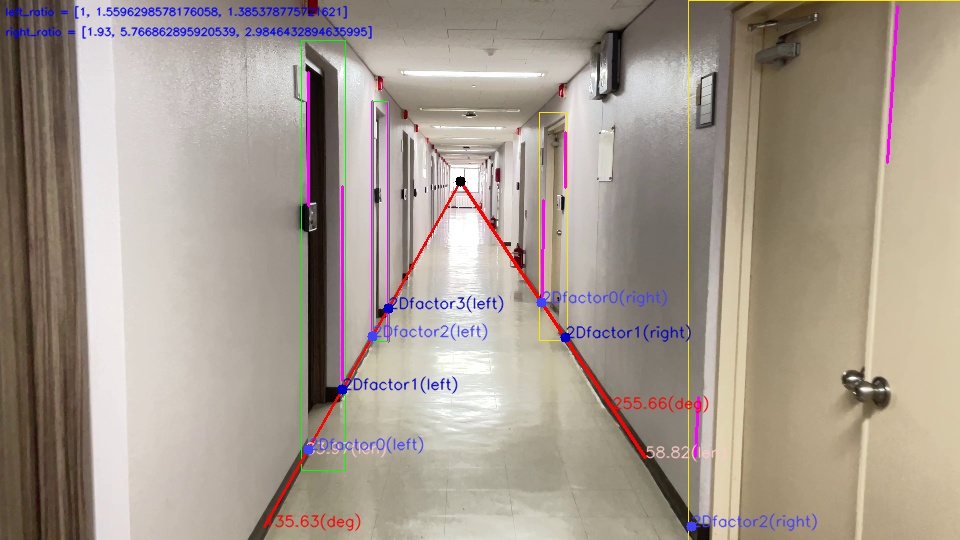 left_ratio = [1, 1.5596298578176058, 1.385378775721621]
right_ratio = [1.93, 5.766862895920539, 2.9846432894635995]
2Dfactor0(right)
2Dfactor3(left)
2Dfactor2(left)
2Dfactor1(right)
2Dfactor1(left)
255.66(deg)
2Dfactor0(left)
58.82(len
35.63(deg)
2Dfactor2(right)